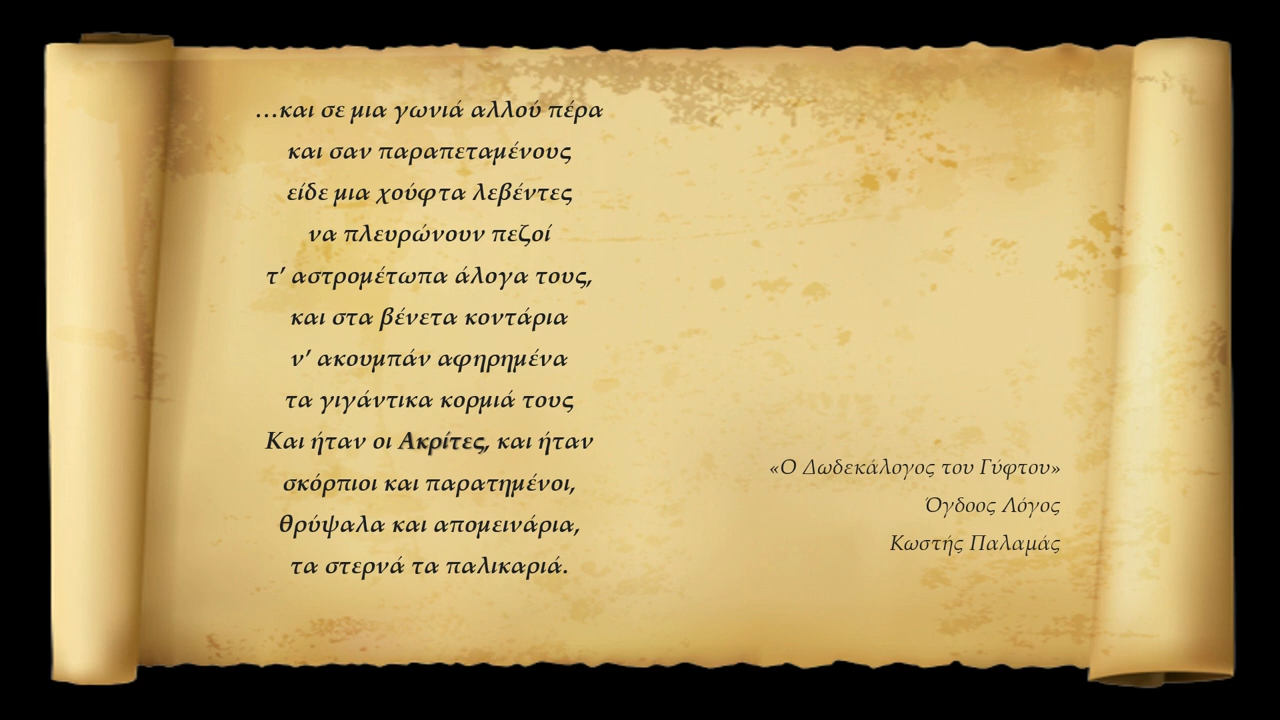 …και σε μια γωνιά αλλού πέρα
και σαν παραπεταμένους
είδε μια χούφτα λεβέντες
να πλευρώνουν πεζοί
τ’ αστρομέτωπα άλογα τους,
και στα βένετα κοντάρια
ν’ ακουμπάν αφηρημένα
τα γιγάντικα κορμιά τους
Και ήταν οι Ακρίτες, και ήταν
σκόρπιοι και παρατημένοι,
θρύψαλα και απομεινάρια,
τα στερνά τα παλικαριά.
«Ο Δωδεκάλογος του Γύφτου»
Όγδοος Λόγος
Κωστής Παλαμάς